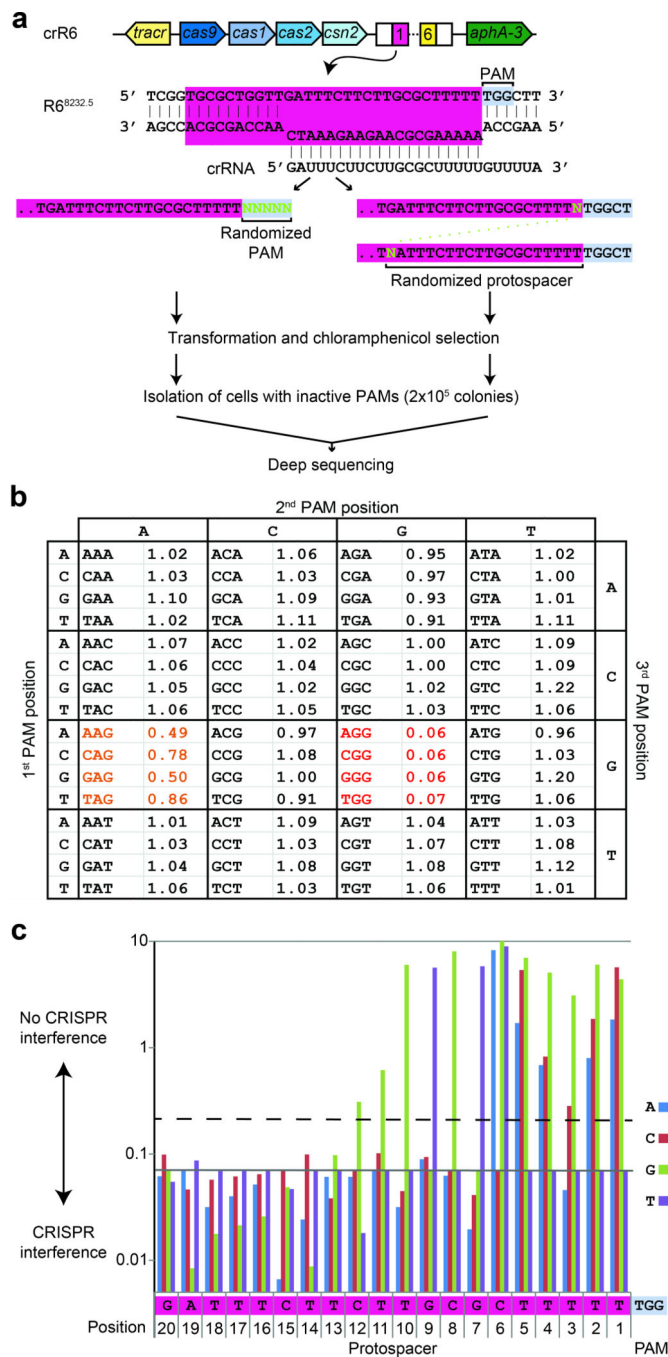 a
crR6 tracr cas9 cas1 cas2 csn2 1 6 aphA-3
PAM
5' TCGGTGCGCTGGTTGATTTCTTCTTGCGCTTTTTTGGCTT 3'
R6⁸²³²·⁵
3' AGCCACGCGACCAACTAAAGAAGAACGCGAAAAAACCGAA 5'
crRNA 5' GAUUUCUUCUUGCGCUUUUUGUUUUA 3'
..TGATTTCTTCTTGCGCTTTTTNNNNN ..TGATTTCTTCTTGCGCTTTTNTGGCT
Randomized PAM
..TNATTTCTTCTTGCGCTTTTTTGGCT
Randomized protospacer
Transformation and chloramphenicol selection
Isolation of cells with inactive PAMs (2x10⁵ colonies)
Deep sequencing
b
2nd PAM position
A C G T
1st PAM position
3rd PAM position
A AAA 1.02 ACA 1.06 AGA 0.95 ATA 1.02
C CAA 1.03 CCA 1.03 CGA 0.97 CTA 1.00 A
G GAA 1.10 GCA 1.09 GGA 0.93 GTA 1.01
T TAA 1.02 TCA 1.11 TGA 0.91 TTA 1.11
A AAC 1.07 ACC 1.02 AGC 1.00 ATC 1.09
C CAC 1.06 CCC 1.04 CGC 1.00 CTC 1.09 C
G GAC 1.05 GCC 1.02 GGC 1.02 GTC 1.22
T TAC 1.06 TCC 1.05 TGC 1.03 TTC 1.06
A AAG 0.49 ACG 0.97 AGG 0.06 ATG 0.96
C CAG 0.78 CCG 1.08 CGG 0.06 CTG 1.03 G
G GAG 0.50 GCG 1.00 GGG 0.06 GTG 1.20
T TAG 0.86 TCG 0.91 TGG 0.07 TTG 1.06
A AAT 1.01 ACT 1.09 AGT 1.04 ATT 1.03
C CAT 1.03 CCT 1.03 CGT 1.07 CTT 1.08 T
G GAT 1.04 GCT 1.08 GGT 1.08 GTT 1.12
T TAT 1.06 TCT 1.03 TGT 1.06 TTT 1.01
c
10
No CRISPR interference
1
A
C
0.1
G
T
CRISPR interference
0.01
G A T T T C T T C T T G C G C T T T T T TGG
Position 20 19 18 17 16 15 14 13 12 11 10 9 8 7 6 5 4 3 2 1
Protospacer PAM